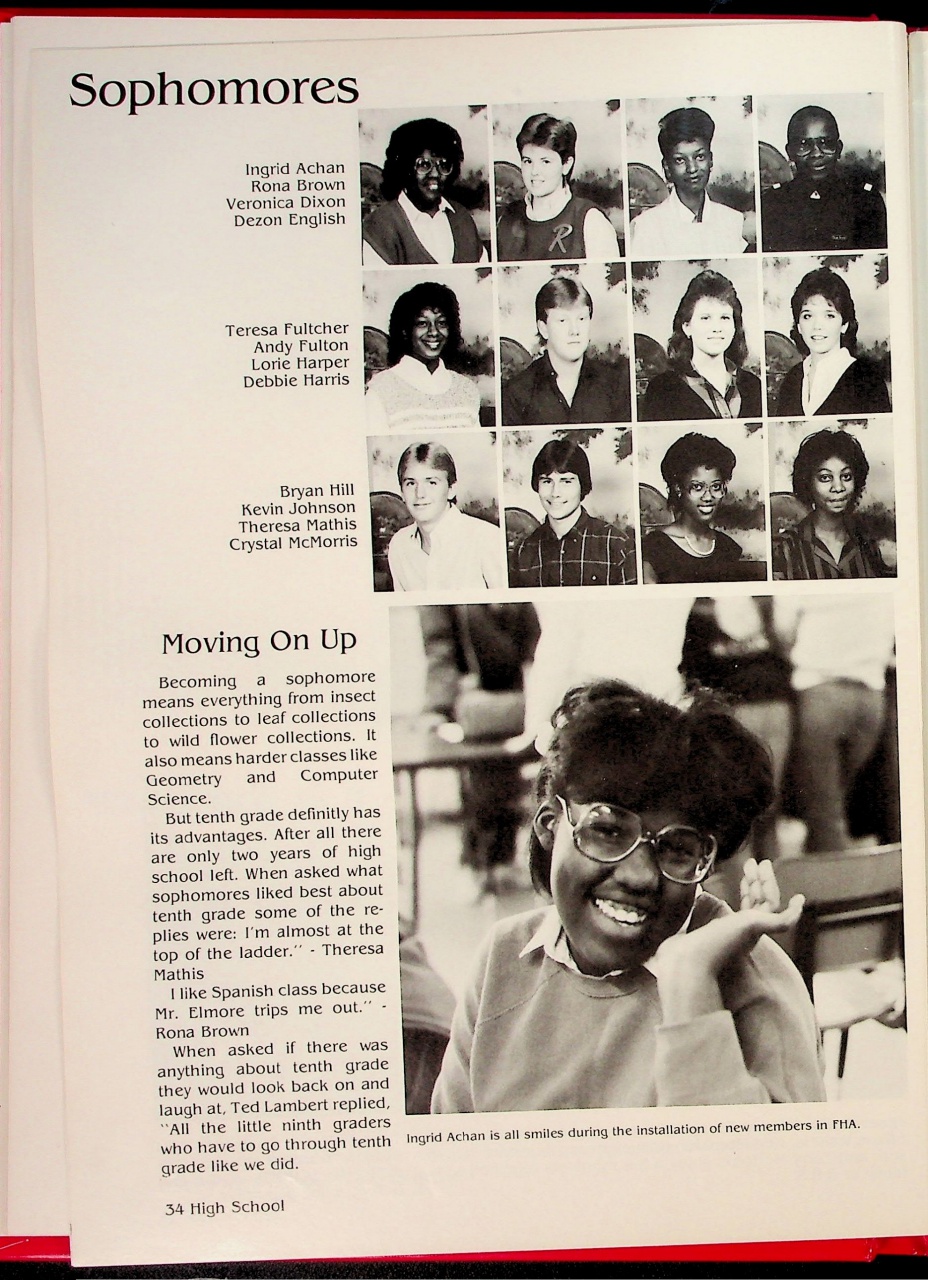 Sophomores
Ingrid Achan
Rona Brown
Veronica Dixon
Dezon English
R
Teresa Fultcher
Andy Fulton
Lorie Harper
Debbie Harris
Bryan Hill
Kevin Johnson
Theresa Mathis
Crystal McMorris
Moving On Up
Becoming a sophomore
means everything from insect
collections to leaf collections
to wild flower collections. It
also means harder classes like
Geometry and Computer
Science.
But tenth grade definitly has
its advantages. After all there
are only two years of high
school left. When asked what
sophomores liked best about
tenth grade some of the re-
plies were: I'm almost at the
top of the ladder.'' - Theresa
Mathis
I like Spanish class because
Mr. Elmore trips me out.'' -
Rona Brown
When asked if there was
anything about tenth grade
they would look back on and
laugh at, Ted Lambert replied,
``All the little ninth graders
who have to go through tenth
grade like we did.
Ingrid Achan is all smiles during the installation of new members in FHA.
34 High School